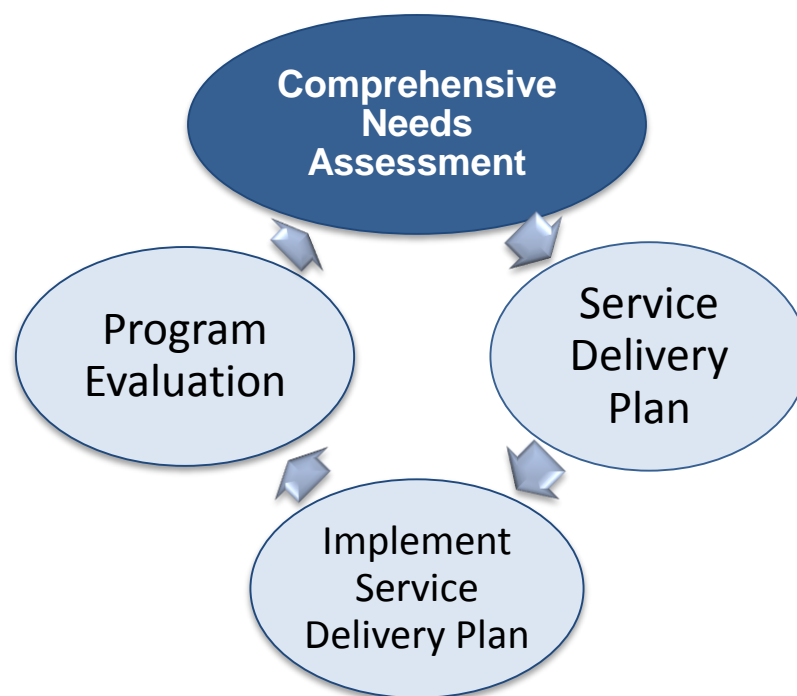 Comprehensive
Needs
Assessment
Service
Delivery
Plan
Implement
Service
Delivery Plan
Program
Evaluation